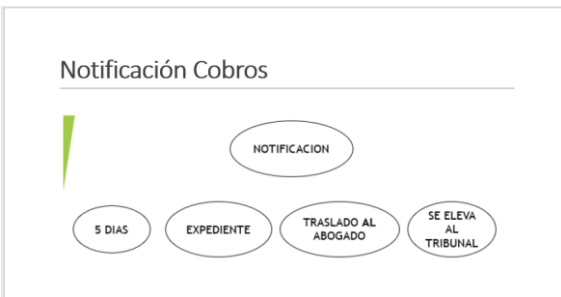 Notificación Cobros
NOTIFICACION
5 DIAS
EXPEDIENTE
TRASLADO AL
ABOGADO
SE ELEVA
AL
TRIBUNAL